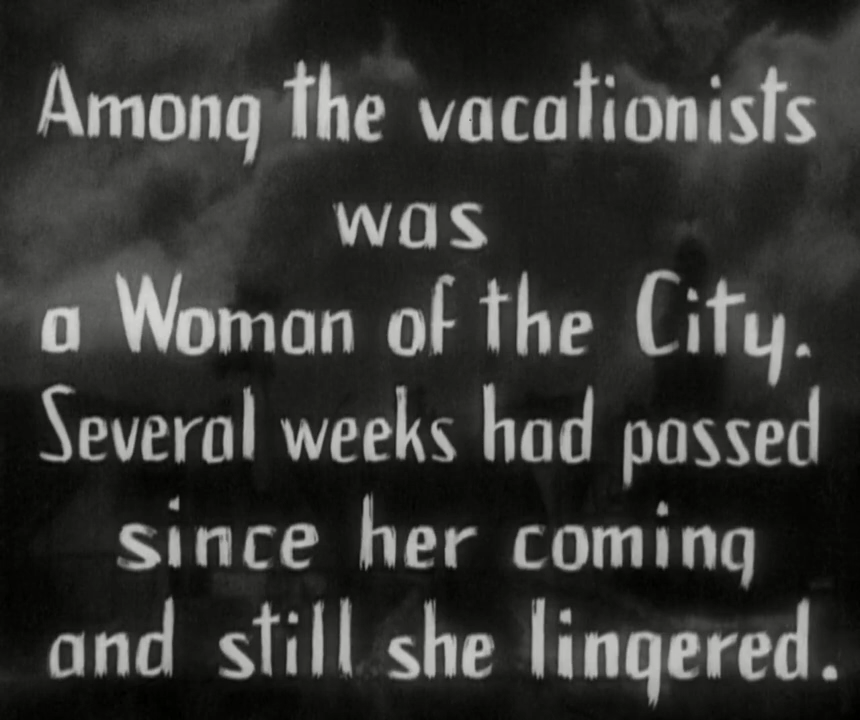 Among the vacationists
was
a Woman of the City.
Several weeks had passed
since her coming
and still she lingered.